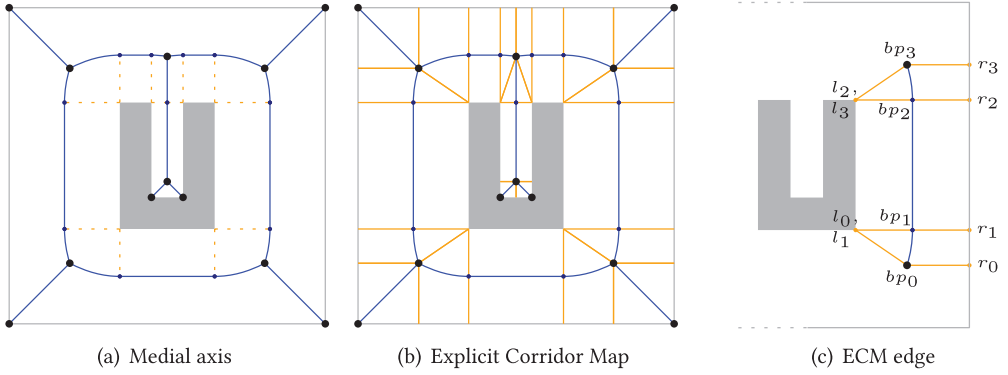 bp3
r3
l2,
l3
bp2
r2
l0,
l1
bp1
r1
bp0
r0
(a) Medial axis
(b) Explicit Corridor Map
(c) ECM edge